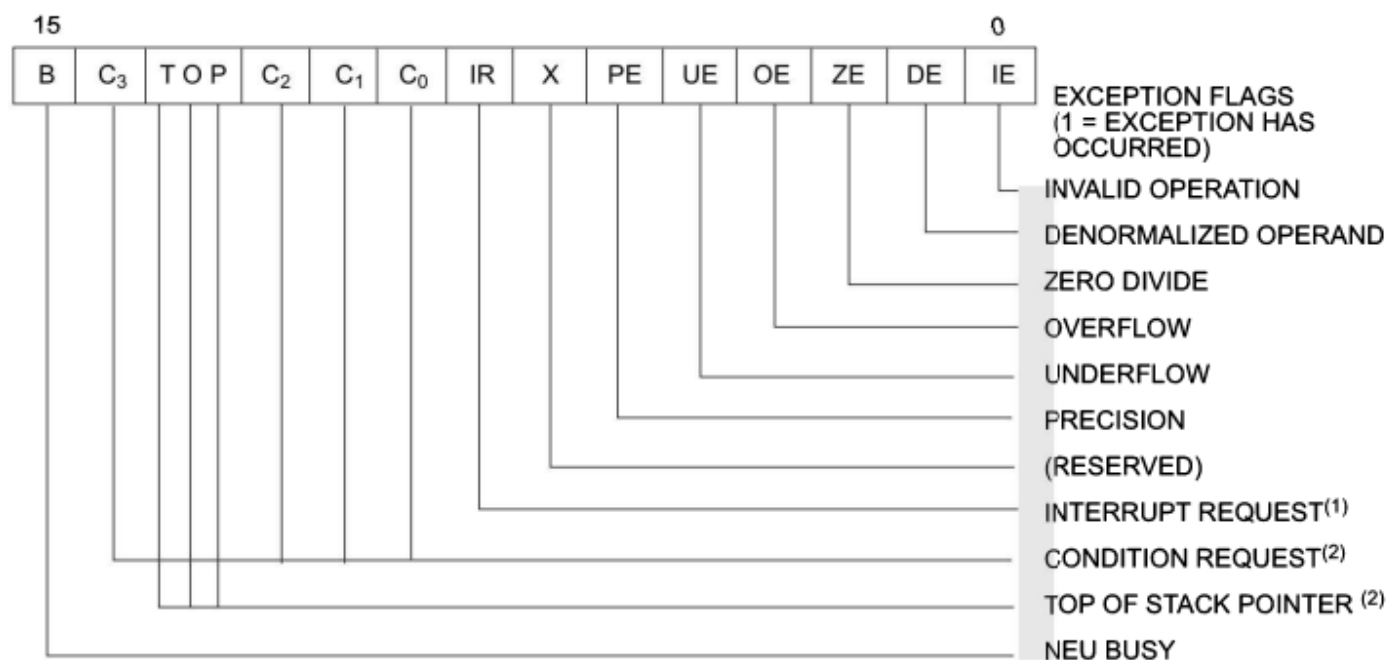 15 0
B C₃ T O P C₂ C₁ C₀ IR X PE UE OE ZE DE IE
EXCEPTION FLAGS
(1 = EXCEPTION HAS
OCCURRED)
INVALID OPERATION
DENORMALIZED OPERAND
ZERO DIVIDE
OVERFLOW
UNDERFLOW
PRECISION
(RESERVED)
INTERRUPT REQUEST(1)
CONDITION REQUEST(2)
TOP OF STACK POINTER (2)
NEU BUSY